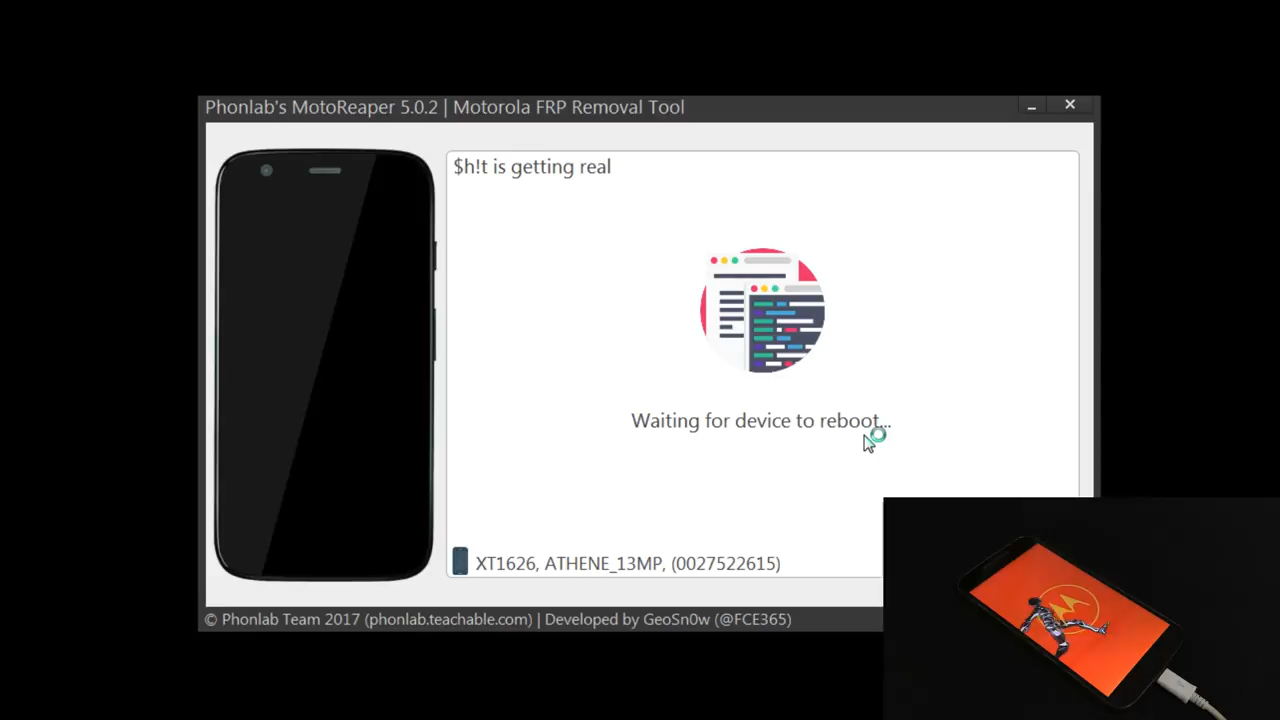 Phonlab's MotoReaper 5.0.2 | Motorola FRP Removal Tool
$h!t is getting real
Waiting for device to reboot...
XT1626, ATHENE_13MP, (0027522615)
© Phonlab Team 2017 (phonlab.teachable.com) | Developed by GeoSn0w (@FCE365)